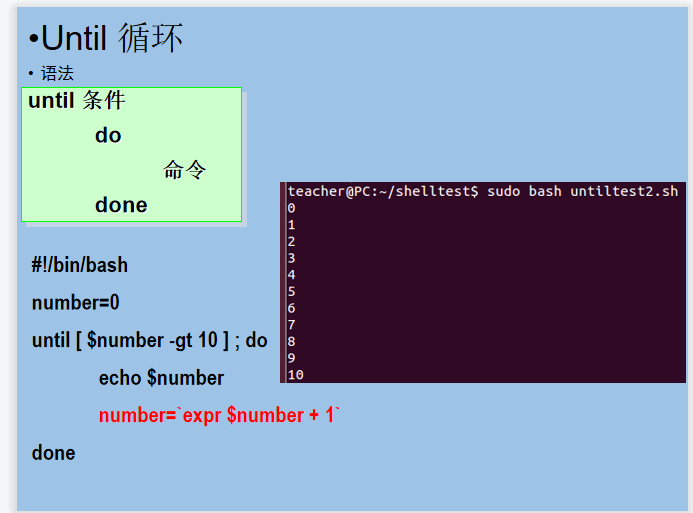 •Until 循环
• 语法
until 条件
do
命令
done
#!/bin/bash
number=0
until [ $number -gt 10 ] ; do
echo $number
number=`expr $number + 1`
done
teacher@PC:~/shelltest$ sudo bash untiltest2.sh
0
1
2
3
4
5
6
7
8
9
10